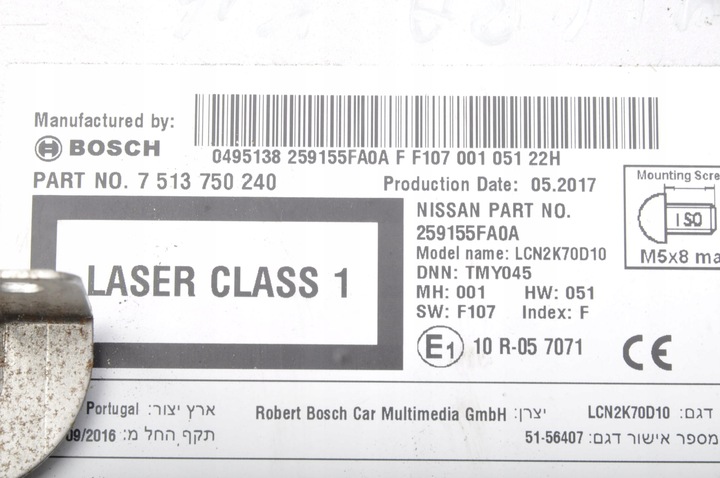 Manufactured by:
BOSCH
0495138 259155FA0A F F107 001 051 22H
PART NO. 7 513 750 240
Production Date: 05.2017
LASER CLASS 1
NISSAN PART NO.
259155FA0A
Model name: LCN2K70D10
DNN: TMY045
MH: 001 HW: 051
SW: F107 Index: F
E1 10 R-05 7071
CE
Mounting Scre
ISO
M5x8 ma
דגם: LCN2K70D10 יצרן: Robert Bosch Car Multimedia GmbH ארץ יצור: Portugal
מספר אישור דגם: 51-56407 תקף החל מ: 09/2016